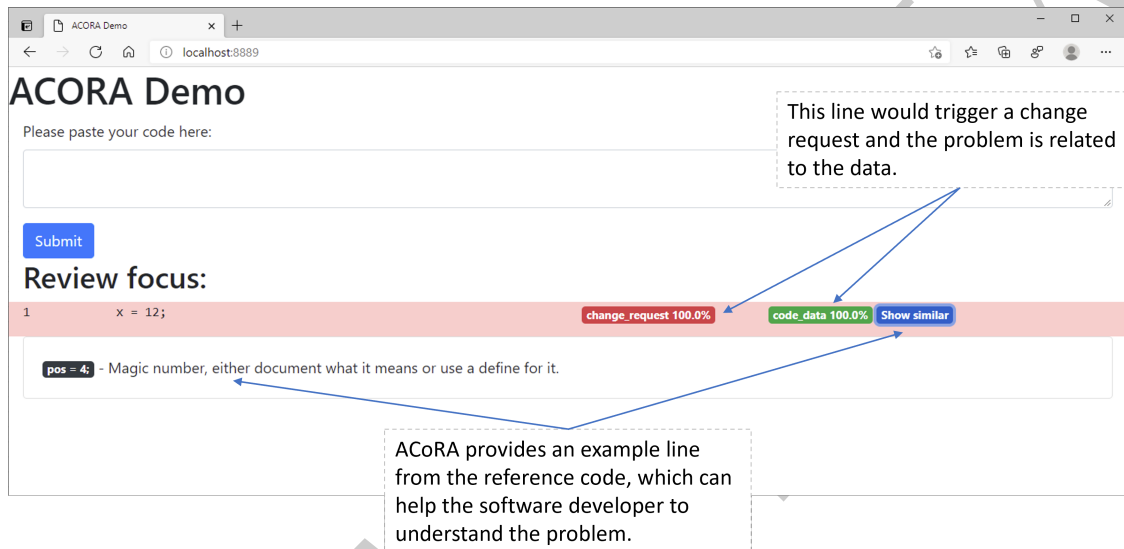 ACORA Demo
localhost:8889
ACORA Demo
Please paste your code here:
This line would trigger a change
request and the problem is related
to the data.
Submit
Review focus:
1 x = 12; change_request 100.0% code_data 100.0% Show similar
pos = 4; - Magic number, either document what it means or use a define for it.
ACoRA provides an example line
from the reference code, which can
help the software developer to
understand the problem.